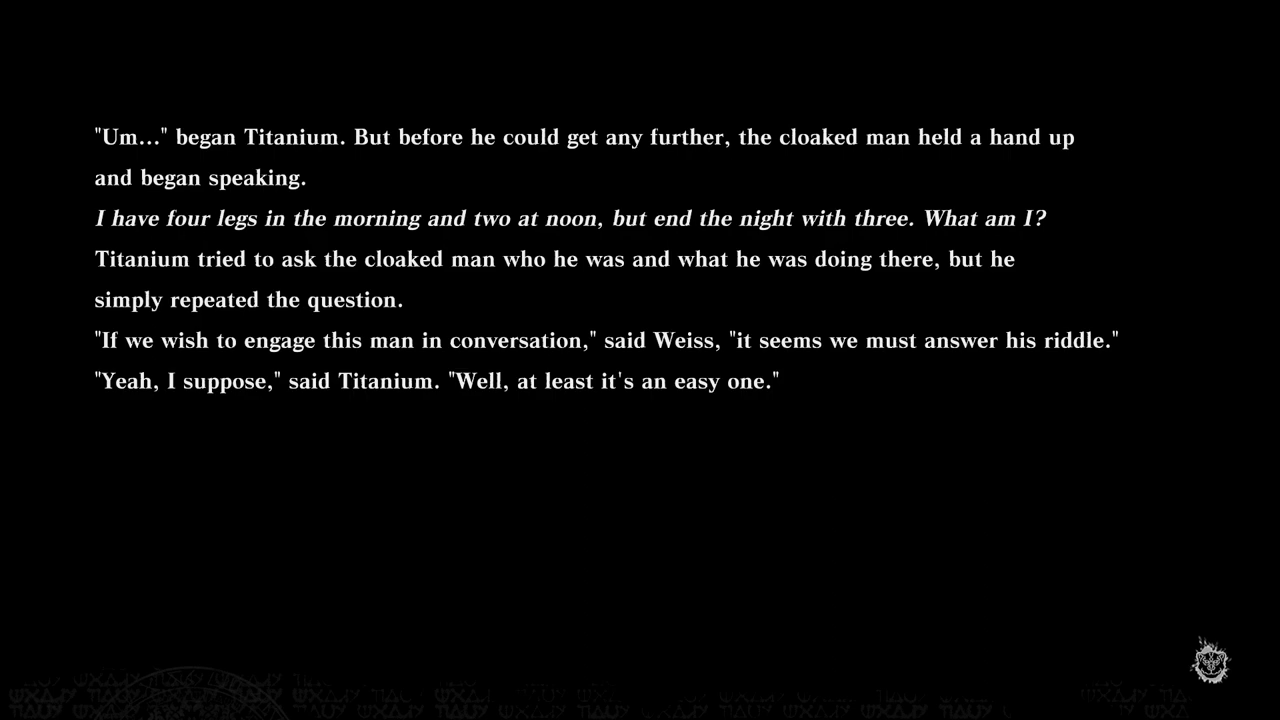 "Um..." began Titanium. But before he could get any further, the cloaked man held a hand up
and began speaking.
I have four legs in the morning and two at noon, but end the night with three. What am I?
Titanium tried to ask the cloaked man who he was and what he was doing there, but he
simply repeated the question.
"If we wish to engage this man in conversation," said Weiss, "it seems we must answer his riddle."
"Yeah, I suppose," said Titanium. "Well, at least it's an easy one."